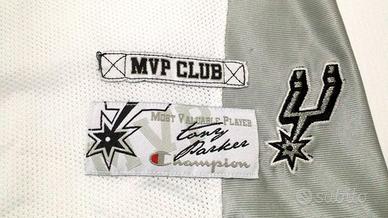 MVP CLUB
MOST VALUABLE PLAYER
Tony
Parker
Champion
subito